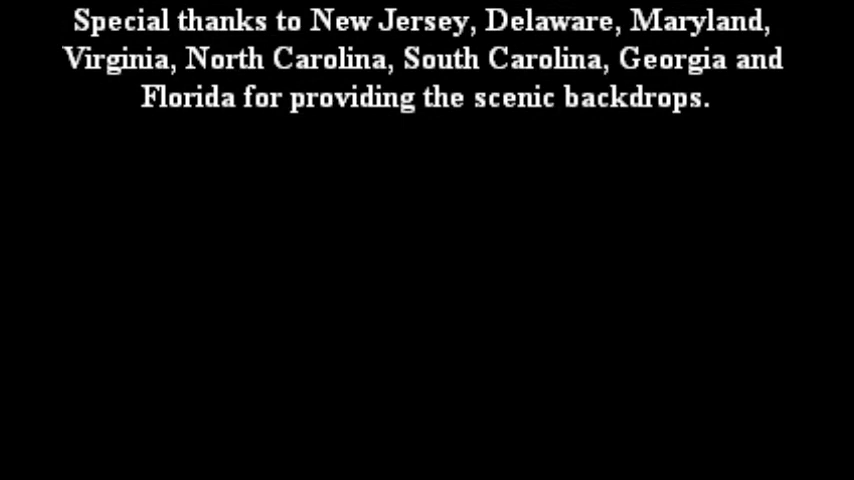 Special thanks to New Jersey, Delaware, Maryland,
Virginia, North Carolina, South Carolina, Georgia and
Florida for providing the scenic backdrops.